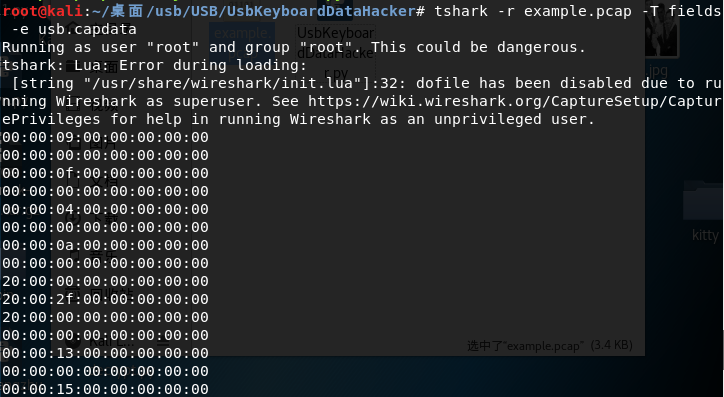 root@kali:~/桌面/usb/USB/UsbKeyboardDataHacker# tshark -r example.pcap -T fields
 -e usb.capdata
Running as user "root" and group "root". This could be dangerous.
tshark: Lua: Error during loading:
 [string "/usr/share/wireshark/init.lua"]:32: dofile has been disabled due to ru
nning Wireshark as superuser. See https://wiki.wireshark.org/CaptureSetup/Captur
ePrivileges for help in running Wireshark as an unprivileged user.
00:00:09:00:00:00:00:00
00:00:00:00:00:00:00:00
00:00:0f:00:00:00:00:00
00:00:00:00:00:00:00:00
00:00:04:00:00:00:00:00
00:00:00:00:00:00:00:00
00:00:0a:00:00:00:00:00
00:00:00:00:00:00:00:00
20:00:00:00:00:00:00:00
20:00:2f:00:00:00:00:00
20:00:00:00:00:00:00:00
00:00:00:00:00:00:00:00
00:00:13:00:00:00:00:00
00:00:00:00:00:00:00:00
00:00:15:00:00:00:00:00
example.pcap
UsbKeyboardDataHacker.py
jpg
kitty
选中了"example.pcap" (3.4 KB)